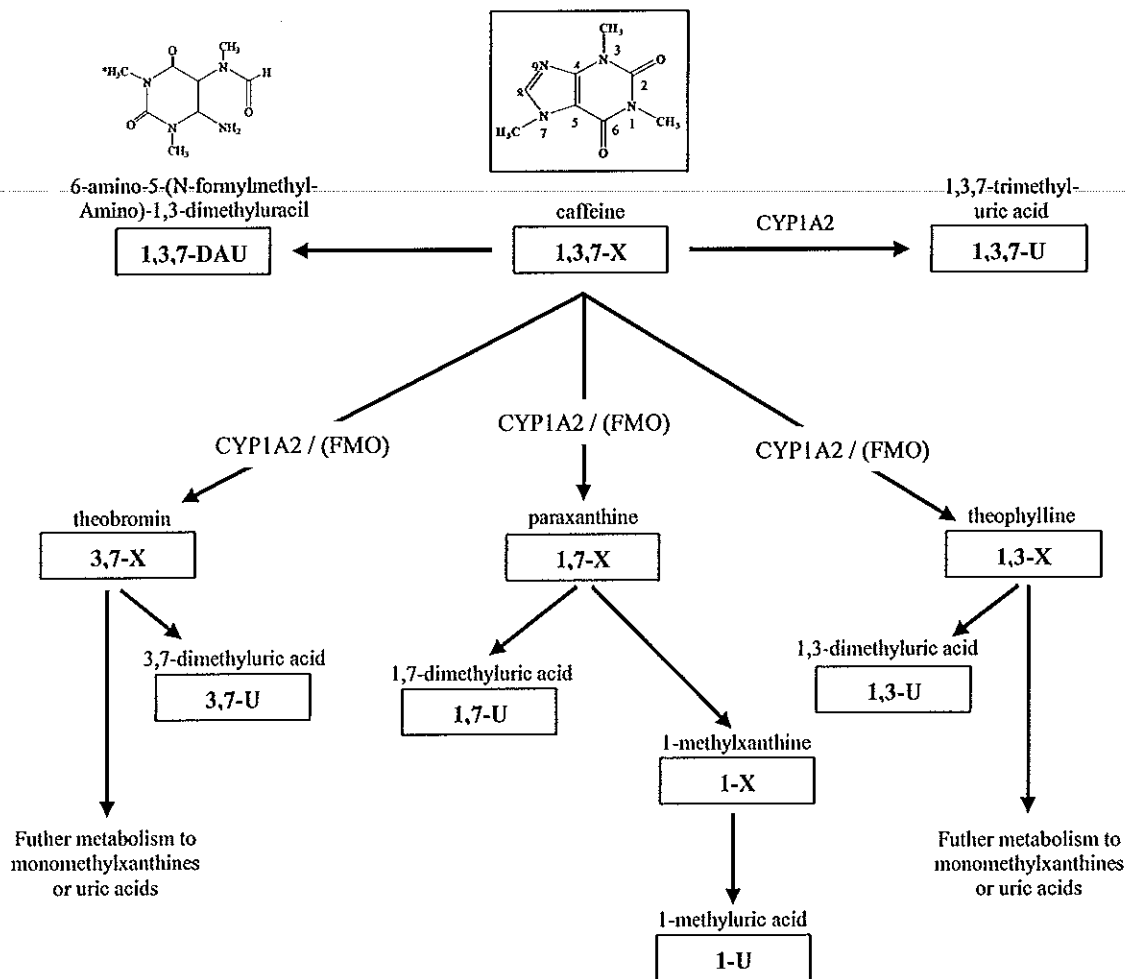 O
CH₃
*H₃C
N
N
H
O
O
N
NH₂
CH₃
CH₃
N
3
O
9
N
4
2
8
N
1
N
7
5
6
CH₃
H₃C
O
6-amino-5-(N-formylmethyl-
Amino)-1,3-dimethyluracil
1,3,7-DAU
caffeine
1,3,7-X
CYP1A2
1,3,7-trimethyl-
uric acid
1,3,7-U
CYP1A2 / (FMO)
CYP1A2 / (FMO)
CYP1A2 / (FMO)
theobromin
3,7-X
paraxanthine
1,7-X
theophylline
1,3-X
3,7-dimethyluric acid
3,7-U
1,7-dimethyluric acid
1,7-U
1,3-dimethyluric acid
1,3-U
1-methylxanthine
1-X
Futher metabolism to
monomethylxanthines
or uric acids
Futher metabolism to
monomethylxanthines
or uric acids
1-methyluric acid
1-U